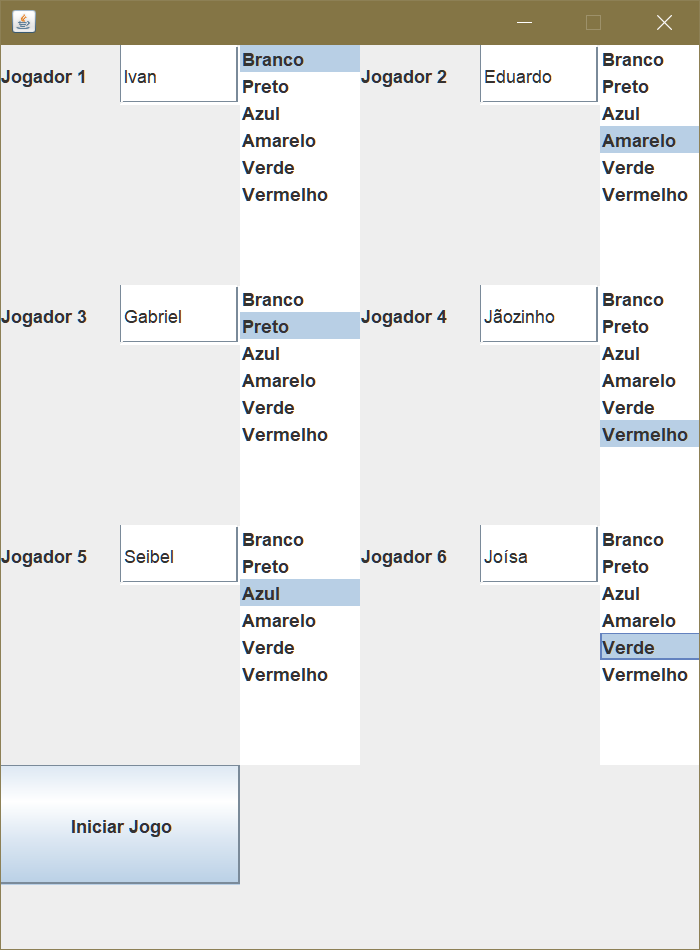 Jogador 1
Ivan
Branco
Preto
Azul
Amarelo
Verde
Vermelho
Jogador 2
Eduardo
Branco
Preto
Azul
Amarelo
Verde
Vermelho
Jogador 3
Gabriel
Branco
Preto
Azul
Amarelo
Verde
Vermelho
Jogador 4
Jãozinho
Branco
Preto
Azul
Amarelo
Verde
Vermelho
Jogador 5
Seibel
Branco
Preto
Azul
Amarelo
Verde
Vermelho
Jogador 6
Joísa
Branco
Preto
Azul
Amarelo
Verde
Vermelho
Iniciar Jogo